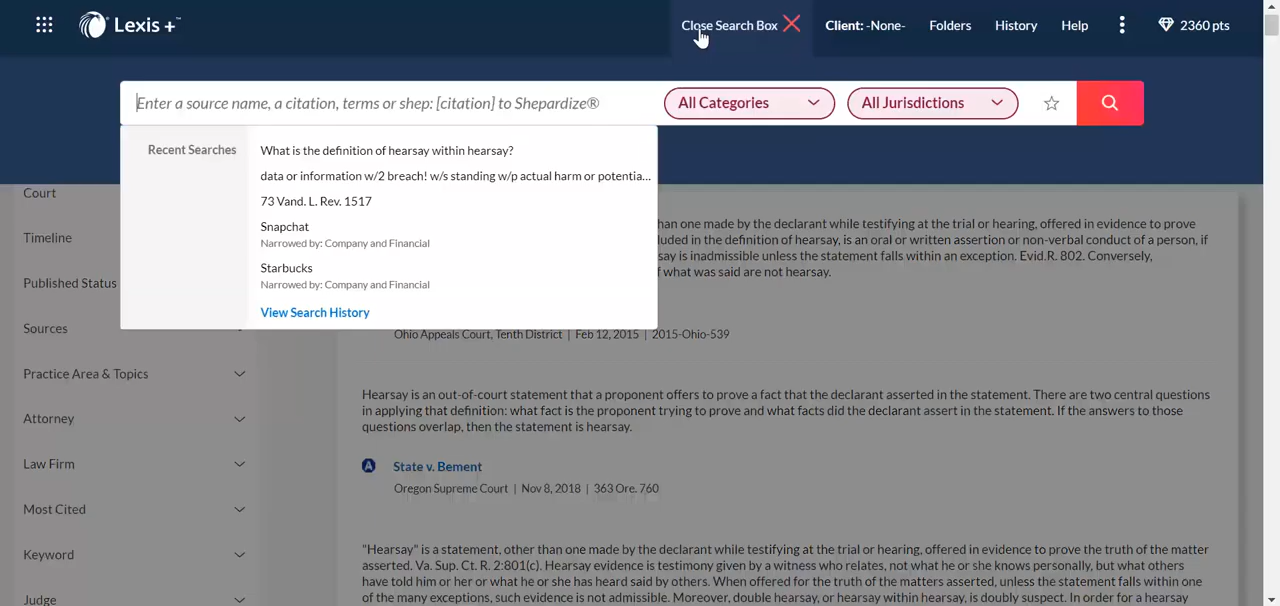 Lexis +™
Close Search Box
Client: -None-
Folders
History
Help
2360 pts
Enter a source name, a citation, terms or shep: [citation] to Shepardize®
All Categories
All Jurisdictions
Recent Searches
What is the definition of hearsay within hearsay?
data or information w/2 breach! w/s standing w/p actual harm or potentia...
73 Vand. L. Rev. 1517
Snapchat
Narrowed by: Company and Financial
Starbucks
Narrowed by: Company and Financial
View Search History
Court
Timeline
Published Status
Sources
Practice Area & Topics
Attorney
Law Firm
Most Cited
Keyword
Judge
han one made by the declarant while testifying at the trial or hearing, offered in evidence to prove
luded in the definition of hearsay, is an oral or written assertion or non-verbal conduct of a person, if
say is inadmissible unless the statement falls within an exception. Evid.R. 802. Conversely,
f what was said are not hearsay.
Ohio Appeals Court, Tenth District | Feb 12, 2015 | 2015-Ohio-539
Hearsay is an out-of-court statement that a proponent offers to prove a fact that the declarant asserted in the statement. There are two central questions
in applying that definition: what fact is the proponent trying to prove and what facts did the declarant assert in the statement. If the answers to those
questions overlap, then the statement is hearsay.
A State v. Bement
Oregon Supreme Court | Nov 8, 2018 | 363 Ore. 760
"Hearsay" is a statement, other than one made by the declarant while testifying at the trial or hearing, offered in evidence to prove the truth of the matter
asserted. Va. Sup. Ct. R. 2:801(c). Hearsay evidence is testimony given by a witness who relates, not what he or she knows personally, but what others
have told him or her or what he or she has heard said by others. When offered for the truth of the matters asserted, unless the statement falls within one
of the many exceptions, such evidence is not admissible. Moreover, double hearsay, or hearsay within hearsay, is doubly suspect. In order for a hearsay